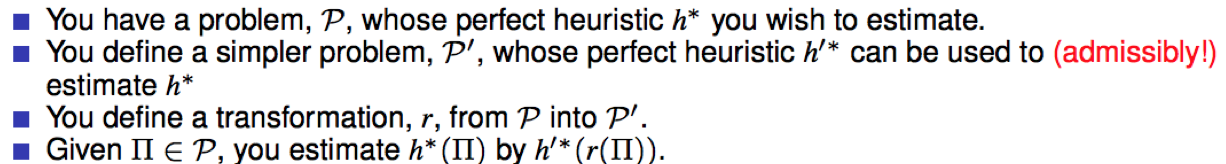 ■ You have a problem, 𝒫, whose perfect heuristic h* you wish to estimate.
■ You define a simpler problem, 𝒫′, whose perfect heuristic h′* can be used to (admissibly!)
estimate h*
■ You define a transformation, r, from 𝒫 into 𝒫′.
■ Given Π ∈ 𝒫, you estimate h*(Π) by h′*(r(Π)).